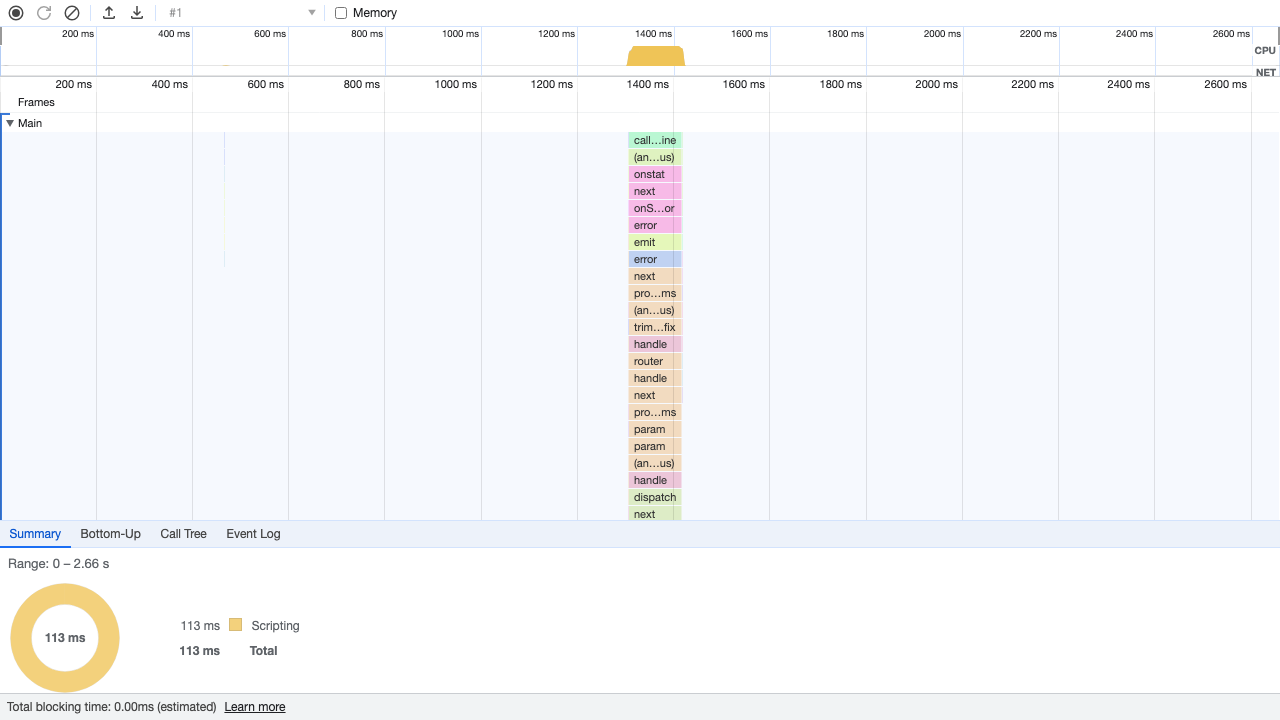 #1 Memory
200 ms 400 ms 600 ms 800 ms 1000 ms 1200 ms 1400 ms 1600 ms 1800 ms 2000 ms 2200 ms 2400 ms 2600 ms
CPU
NET
200 ms 400 ms 600 ms 800 ms 1000 ms 1200 ms 1400 ms 1600 ms 1800 ms 2000 ms 2200 ms 2400 ms 2600 ms
Frames
Main
call…ine
(an…us)
onstat
next
onS…or
error
emit
error
next
pro…ms
(an…us)
trim…fix
handle
router
handle
next
pro…ms
param
param
(an…us)
handle
dispatch
next
Summary Bottom-Up Call Tree Event Log
Range: 0 – 2.66 s
113 ms
113 ms Scripting
113 ms Total
Total blocking time: 0.00ms (estimated) Learn more